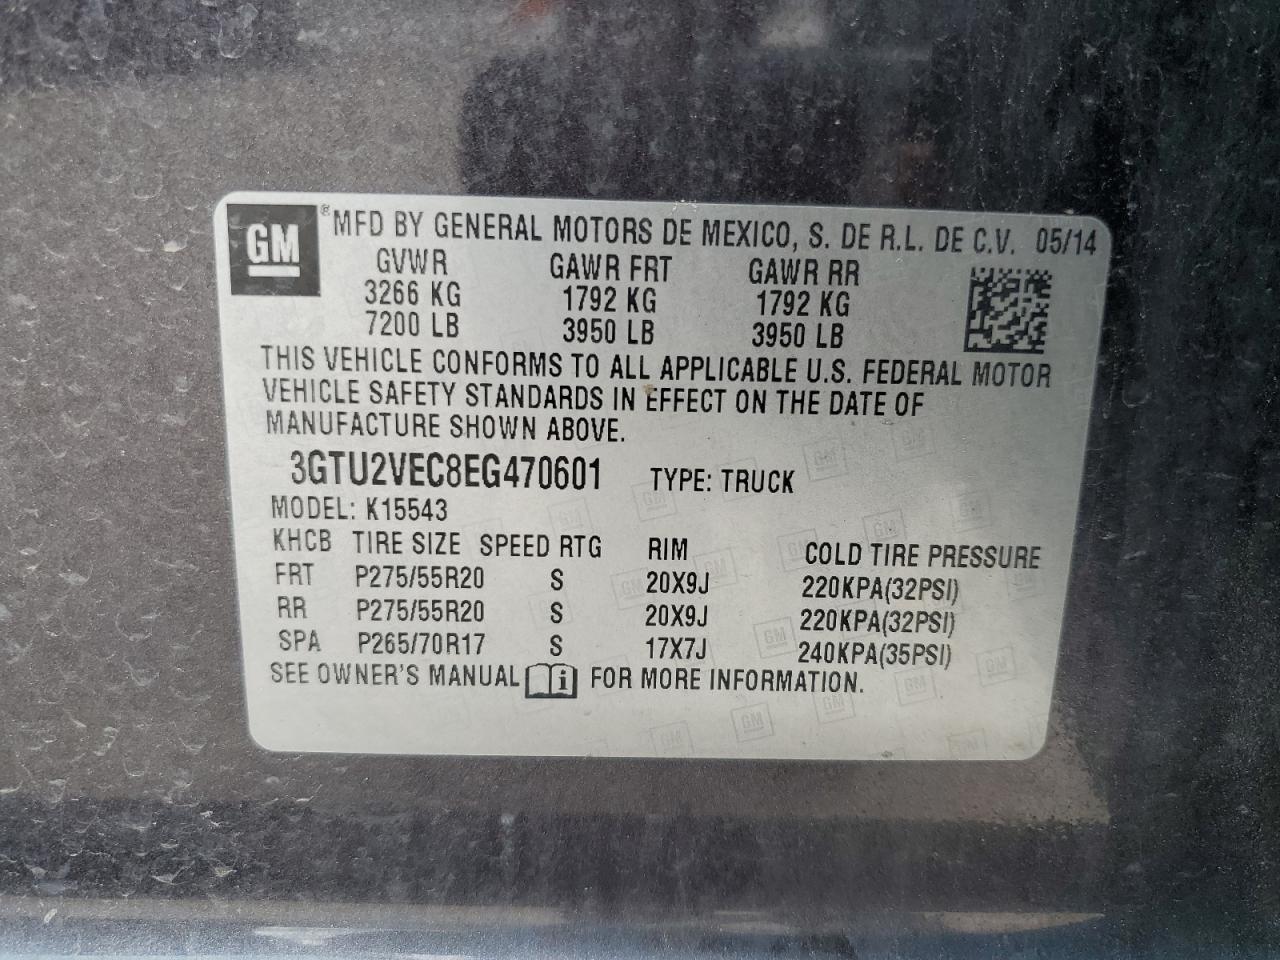 GM ® MFD BY GENERAL MOTORS DE MEXICO, S. DE R.L. DE C.V. 05/14
GVWR GAWR FRT GAWR RR
3266 KG 1792 KG 1792 KG
7200 LB 3950 LB 3950 LB
THIS VEHICLE CONFORMS TO ALL APPLICABLE U.S. FEDERAL MOTOR
VEHICLE SAFETY STANDARDS IN EFFECT ON THE DATE OF
MANUFACTURE SHOWN ABOVE.
3GTU2VEC8EG470601 TYPE: TRUCK
MODEL: K15543
KHCB TIRE SIZE SPEED RTG RIM COLD TIRE PRESSURE
FRT P275/55R20 S 20X9J 220KPA(32PSI)
RR P275/55R20 S 20X9J 220KPA(32PSI)
SPA P265/70R17 S 17X7J 240KPA(35PSI)
SEE OWNER'S MANUAL i FOR MORE INFORMATION.